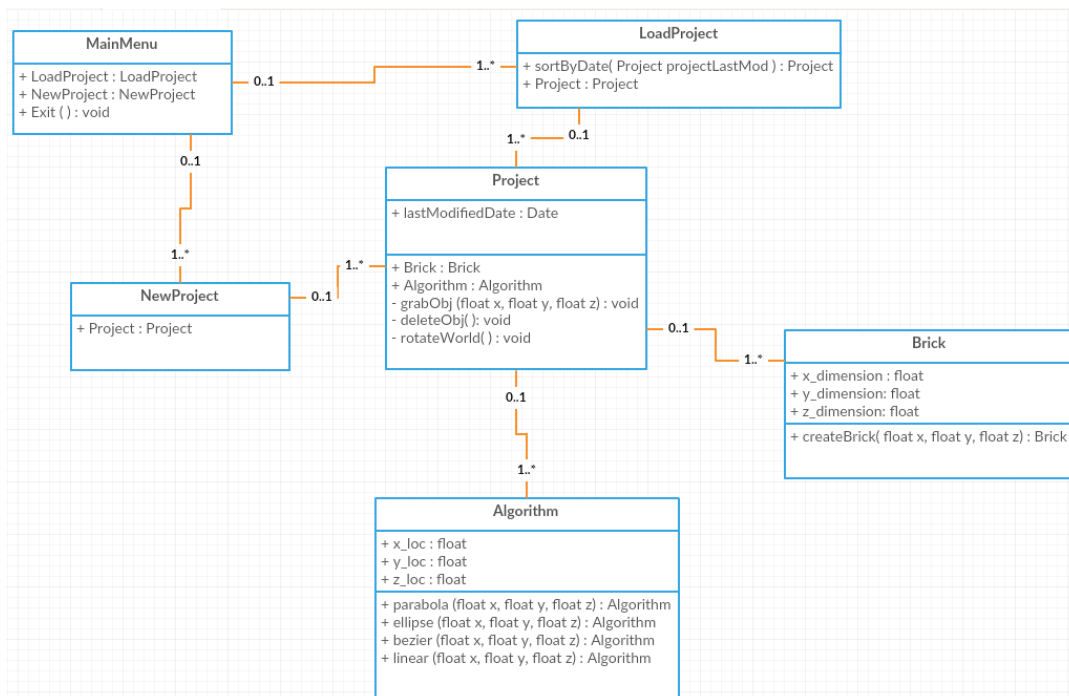 MainMenu
+ LoadProject : LoadProject
+ NewProject : NewProject
+ Exit ( ) : void
0..1
1..*
LoadProject
+ sortByDate( Project projectLastMod ) : Project
+ Project : Project
0..1
1..*
0..1
1..*
Project
+ lastModifiedDate : Date
+ Brick : Brick
+ Algorithm : Algorithm
- grabObj (float x, float y, float z) : void
- deleteObj( ): void
- rotateWorld( ) : void
NewProject
+ Project : Project
0..1
1..*
0..1
1..*
Brick
+ x_dimension : float
+ y_dimension: float
+ z_dimension: float
+ createBrick( float x, float y, float z) : Brick
0..1
1..*
Algorithm
+ x_loc : float
+ y_loc : float
+ z_loc : float
+ parabola (float x, float y, float z) : Algorithm
+ ellipse (float x, float y, float z) : Algorithm
+ bezier (float x, float y, float z) : Algorithm
+ linear (float x, float y, float z) : Algorithm